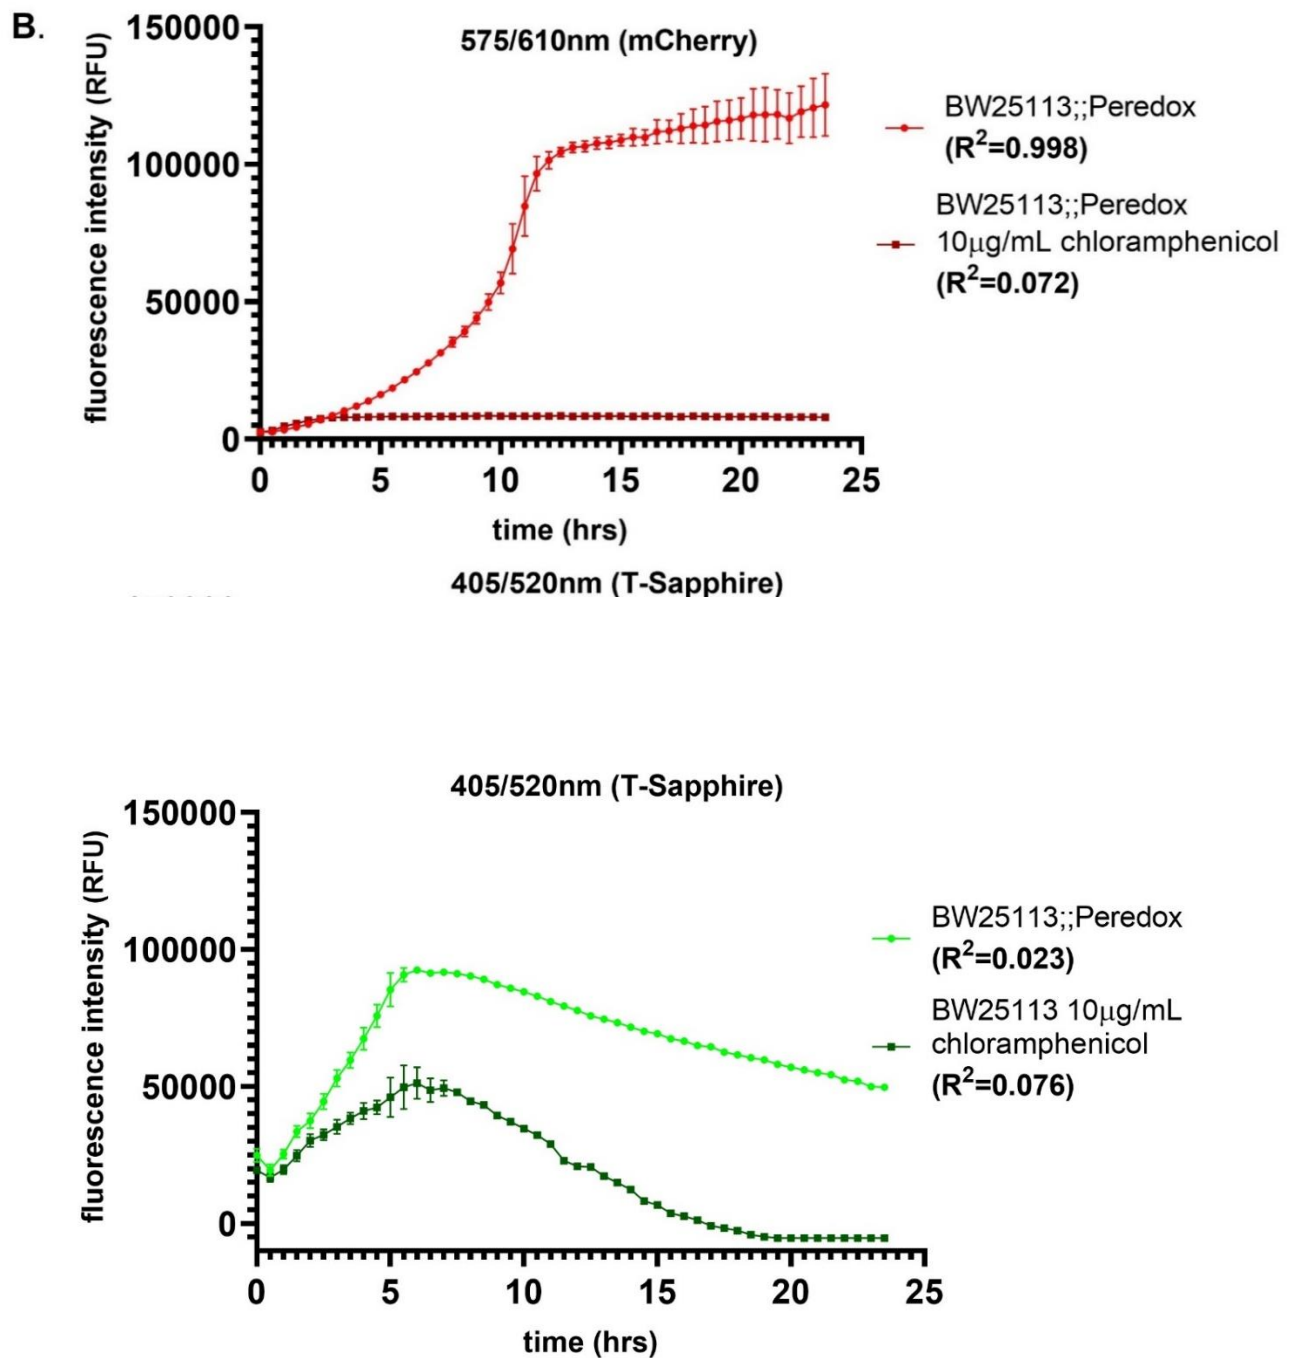 B.
575/610nm (mCherry)
fluorescence intensity (RFU)
150000
100000
50000
0
0 5 10 15 20 25
time (hrs)
BW25113;;Peredox
(R²=0.998)
BW25113;;Peredox
10μg/mL chloramphenicol
(R²=0.072)
405/520nm (T-Sapphire)
405/520nm (T-Sapphire)
fluorescence intensity (RFU)
150000
100000
50000
0
0 5 10 15 20 25
time (hrs)
BW25113;;Peredox
(R²=0.023)
BW25113 10μg/mL
chloramphenicol
(R²=0.076)